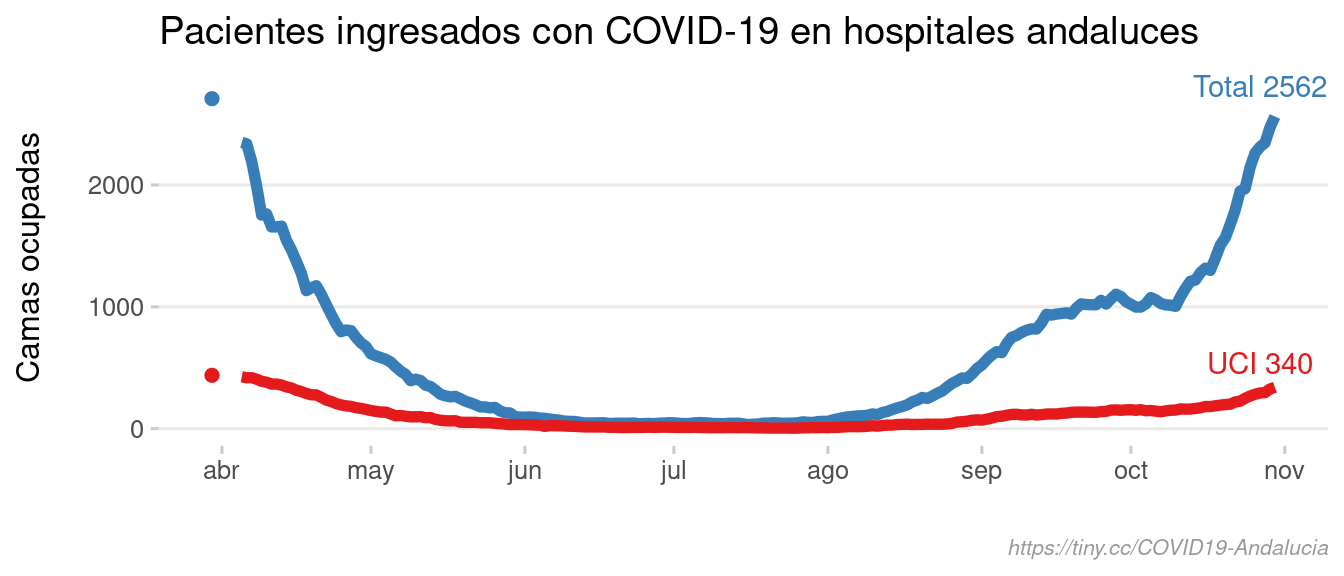 Pacientes ingresados con COVID-19 en hospitales andaluces
Total 2562
Camas ocupadas
2000
1000
UCI 340
0
abr may jun jul ago sep oct nov
https://tiny.cc/COVID19-Andalucia